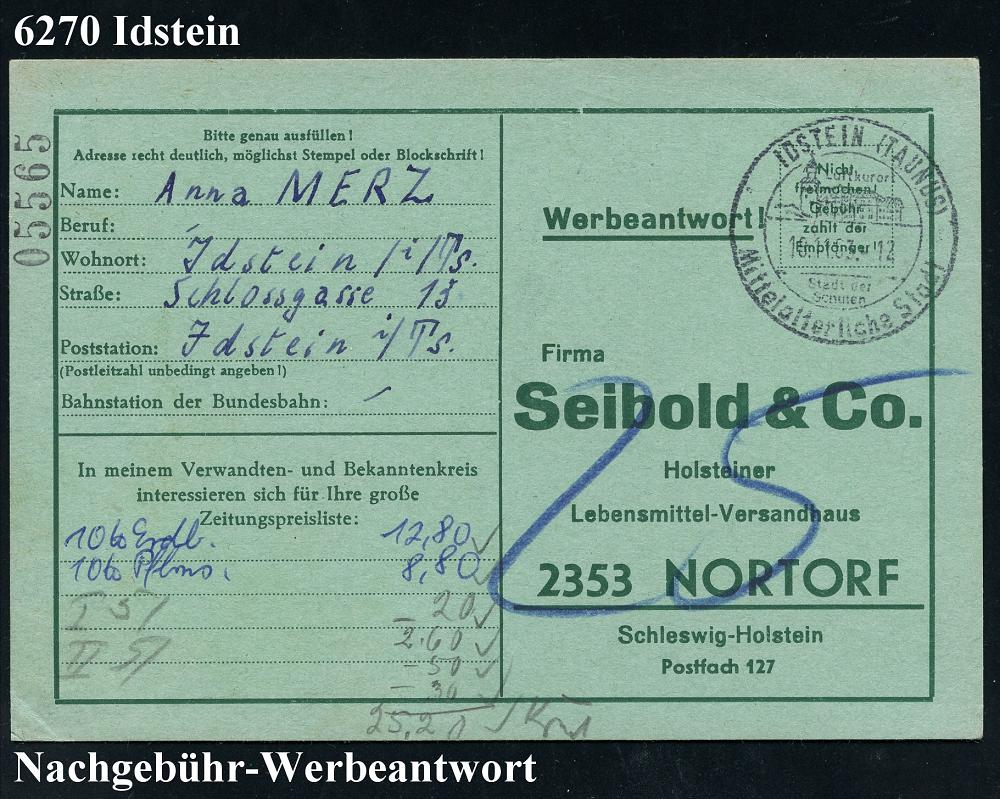 6270 Idstein
05565
Bitte genau ausfüllen!
Adresse recht deutlich, möglichst Stempel oder Blockschrift!
Name: Anna MERZ
Beruf:
Wohnort: Idstein i/Ts.
Straße: Schlossgasse 13
Poststation: Idstein i/Ts.
(Postleitzahl unbedingt angeben!)
Bahnstation der Bundesbahn:
In meinem Verwandten- und Bekanntenkreis
interessieren sich für Ihre große
Zeitungspreisliste:
12,80
8,80
I 51
20
II 51
2.60
- 50
- 30
25,20
Werbeantwort!
Nicht
freimachen!
Gebühr
zahlt der
Empfänger!
IDSTEIN (TAUNUS)
Luftkurort
Stadt der
Schulen
Mittelalterliche Stadt
Firma
Seibold & Co.
25
Holsteiner
Lebensmittel-Versandhaus
2353 NORTORF
Schleswig-Holstein
Postfach 127
Nachgebühr-Werbeantwort